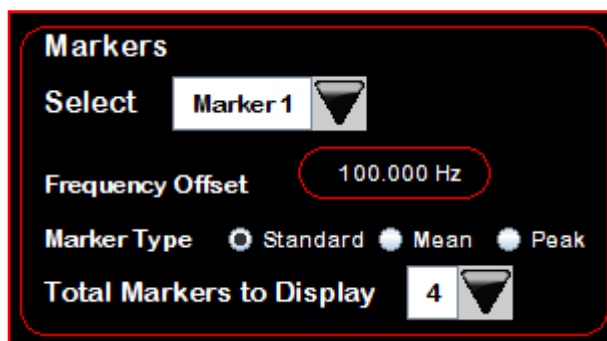 Markers
Select Marker 1
Frequency Offset 100.000 Hz
Marker Type Standard Mean Peak
Total Markers to Display 4